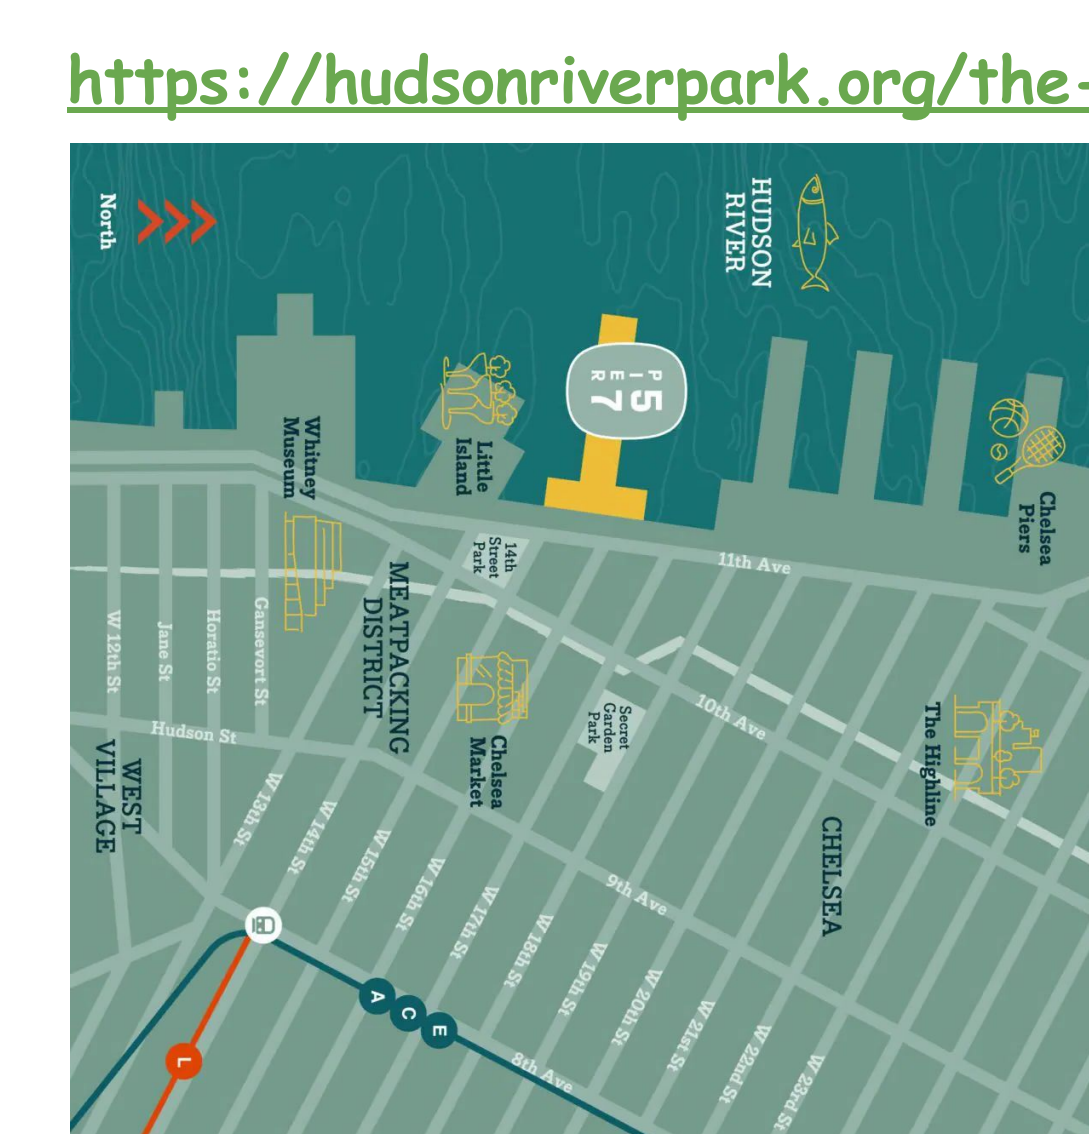 https://hudsonriverpark.org/the-
North
HUDSON
RIVER
PIER
57
Little
Island
Whitney
Museum
Chelsea
Piers
14th
Street
Park
11th Ave
MEATPACKING
DISTRICT
W 12th St
Jane St
Horatio St
Gansevort St
Chelsea
Market
Secret
Garden
Park
10th Ave
The Highline
Hudson St
WEST
VILLAGE
CHELSEA
W 13th St
W 14th St
W 15th St
W 16th St
W 17th St
W 18th St
W 19th St
W 20th St
W 21st St
W 22nd St
W 23rd St
9th Ave
8th Ave
A
C
E
L